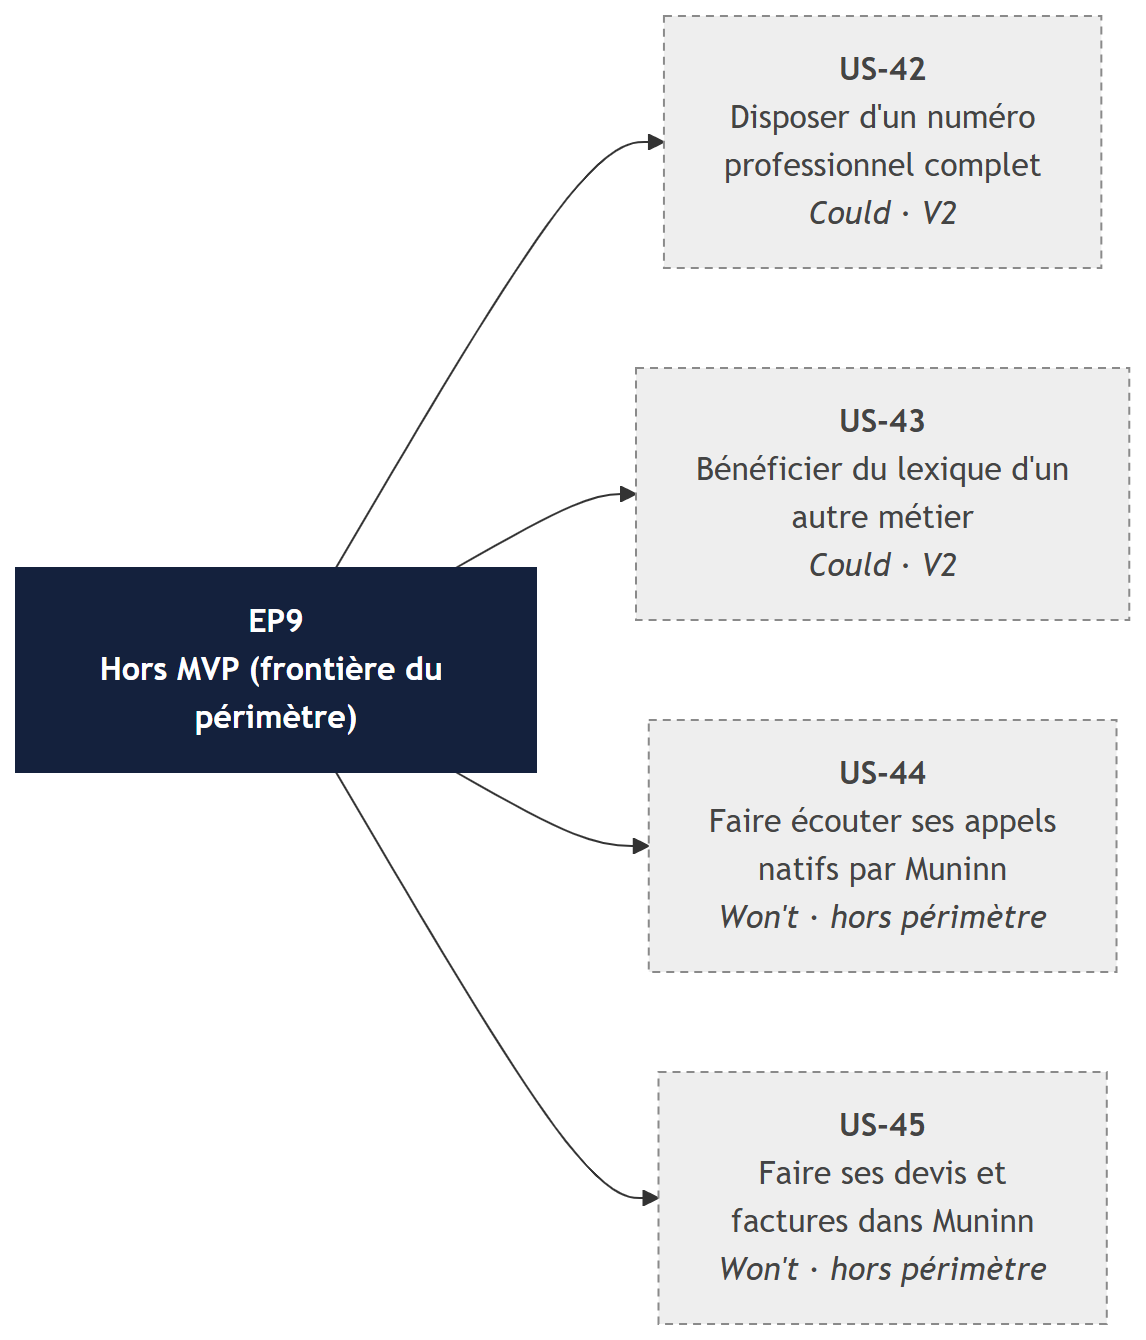 US-42
Disposer d'un numéro
professionnel complet
Could · V2
US-43
Bénéficier du lexique d'un
autre métier
Could · V2
EP9
Hors MVP (frontière du
périmètre)
US-44
Faire écouter ses appels
natifs par Muninn
Won't · hors périmètre
US-45
Faire ses devis et
factures dans Muninn
Won't · hors périmètre